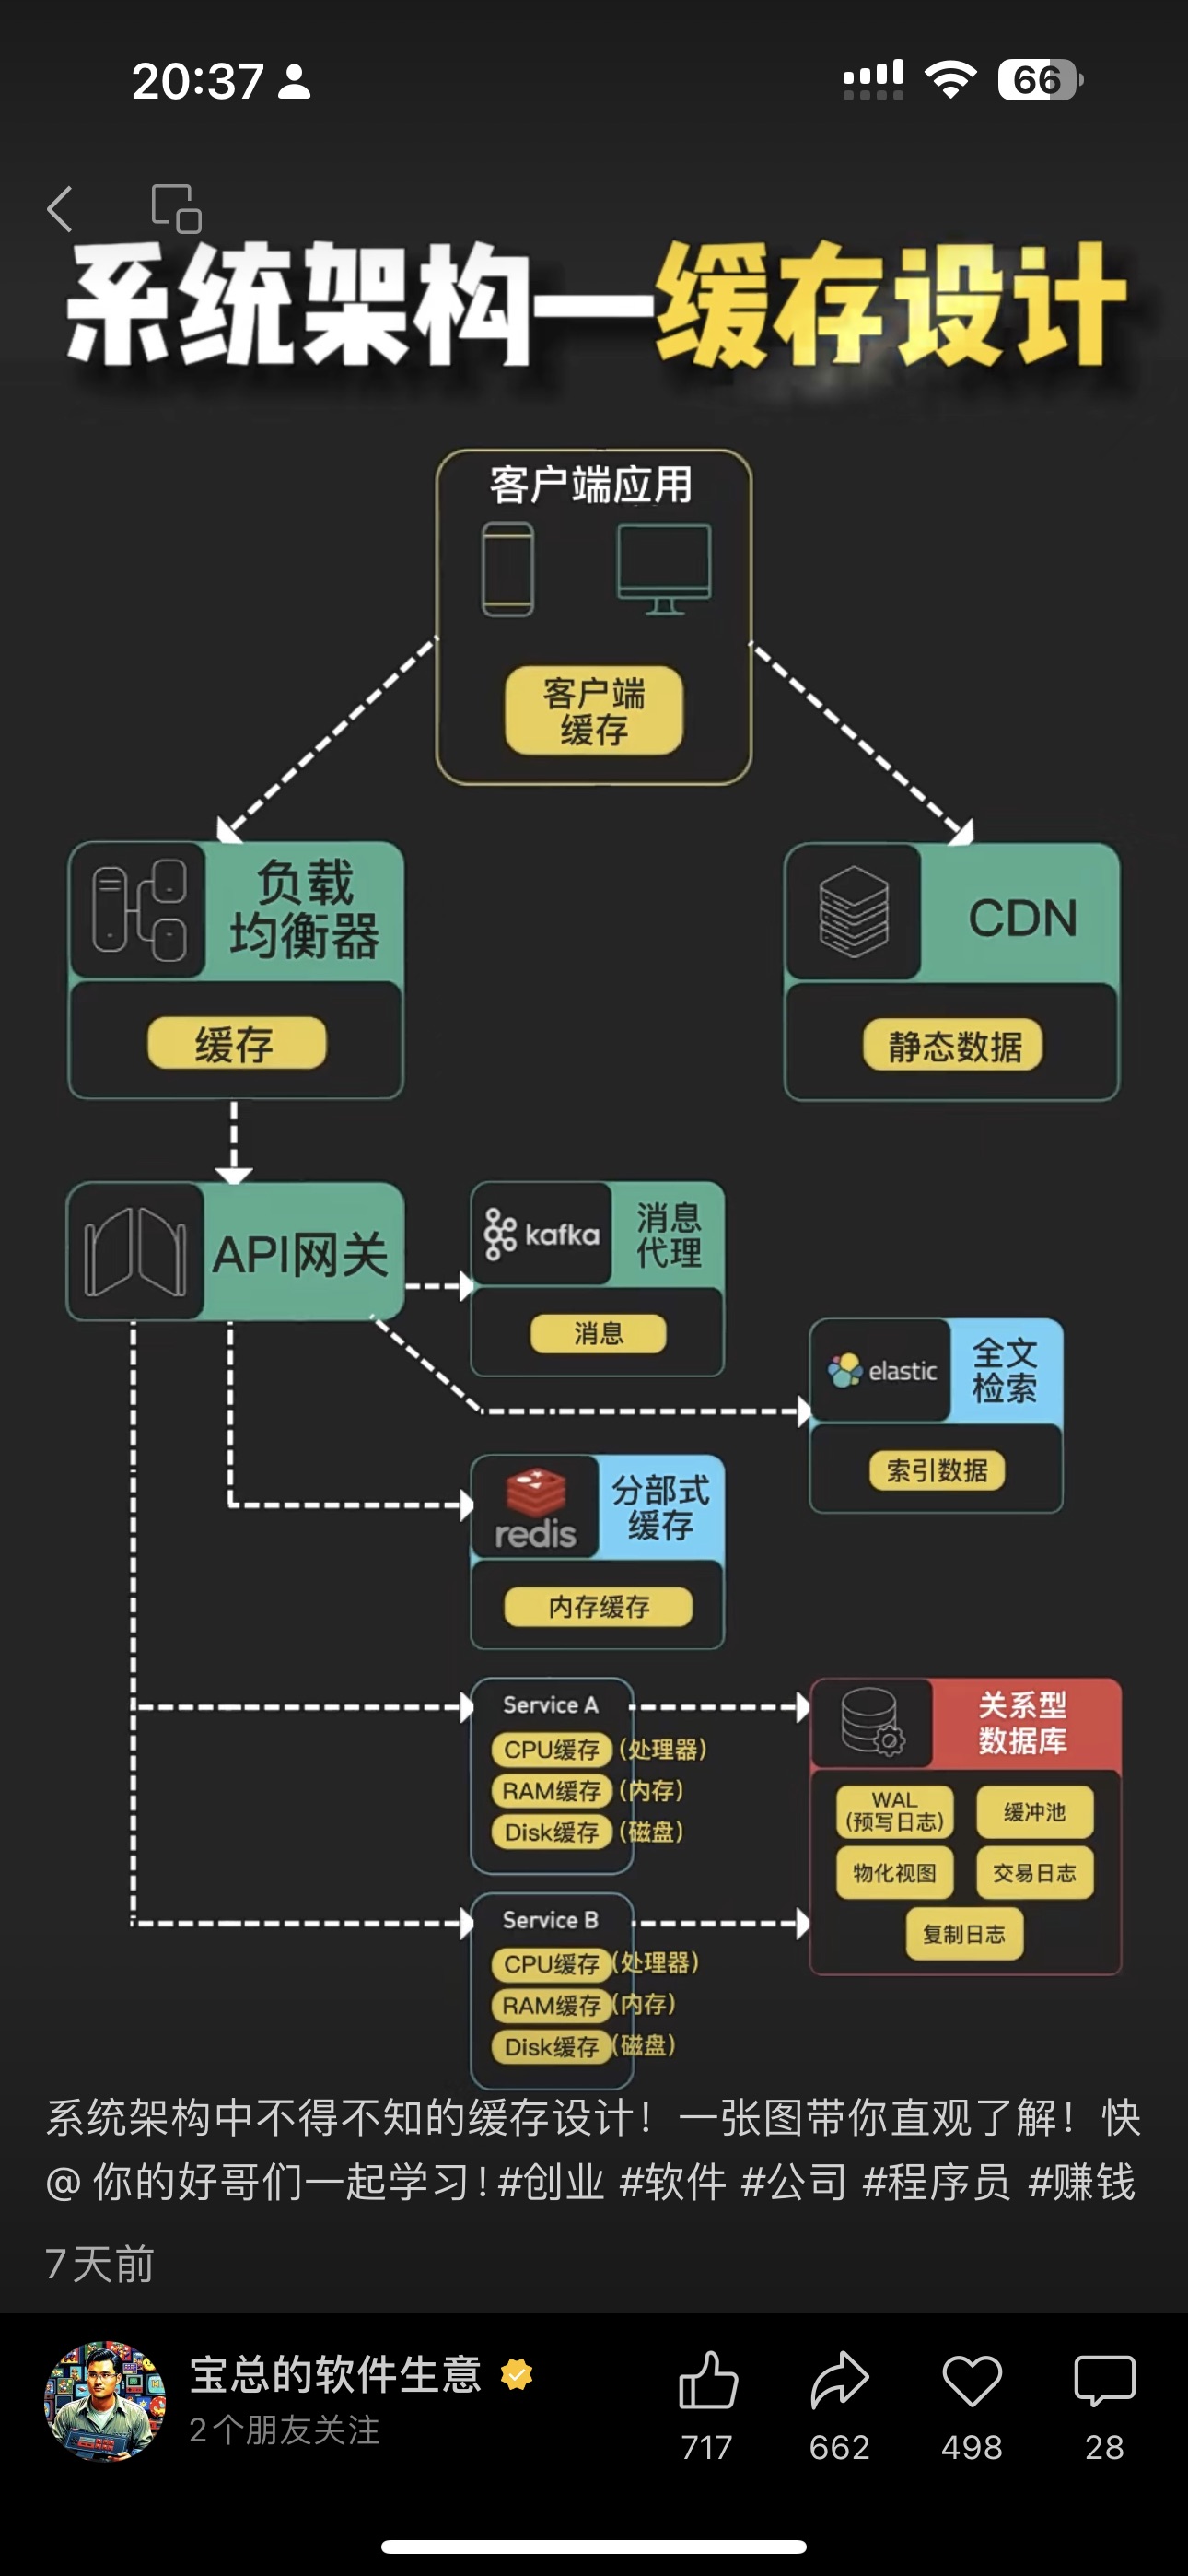 20:37
66
系统架构—缓存设计
客户端应用
客户端
缓存
负载
均衡器
缓存
CDN
静态数据
API网关
kafka
消息
代理
消息
elastic
全文
检索
索引数据
redis
分部式
缓存
内存缓存
Service A
CPU缓存 (处理器)
RAM缓存 (内存)
Disk缓存 (磁盘)
关系型
数据库
WAL
(预写日志)
缓冲池
物化视图
交易日志
复制日志
Service B
CPU缓存 (处理器)
RAM缓存 (内存)
Disk缓存 (磁盘)
系统架构中不得不知的缓存设计！一张图带你直观了解！快
@ 你的好哥们一起学习！#创业 #软件 #公司 #程序员 #赚钱
7天前
宝总的软件生意
2个朋友关注
717
662
498
28